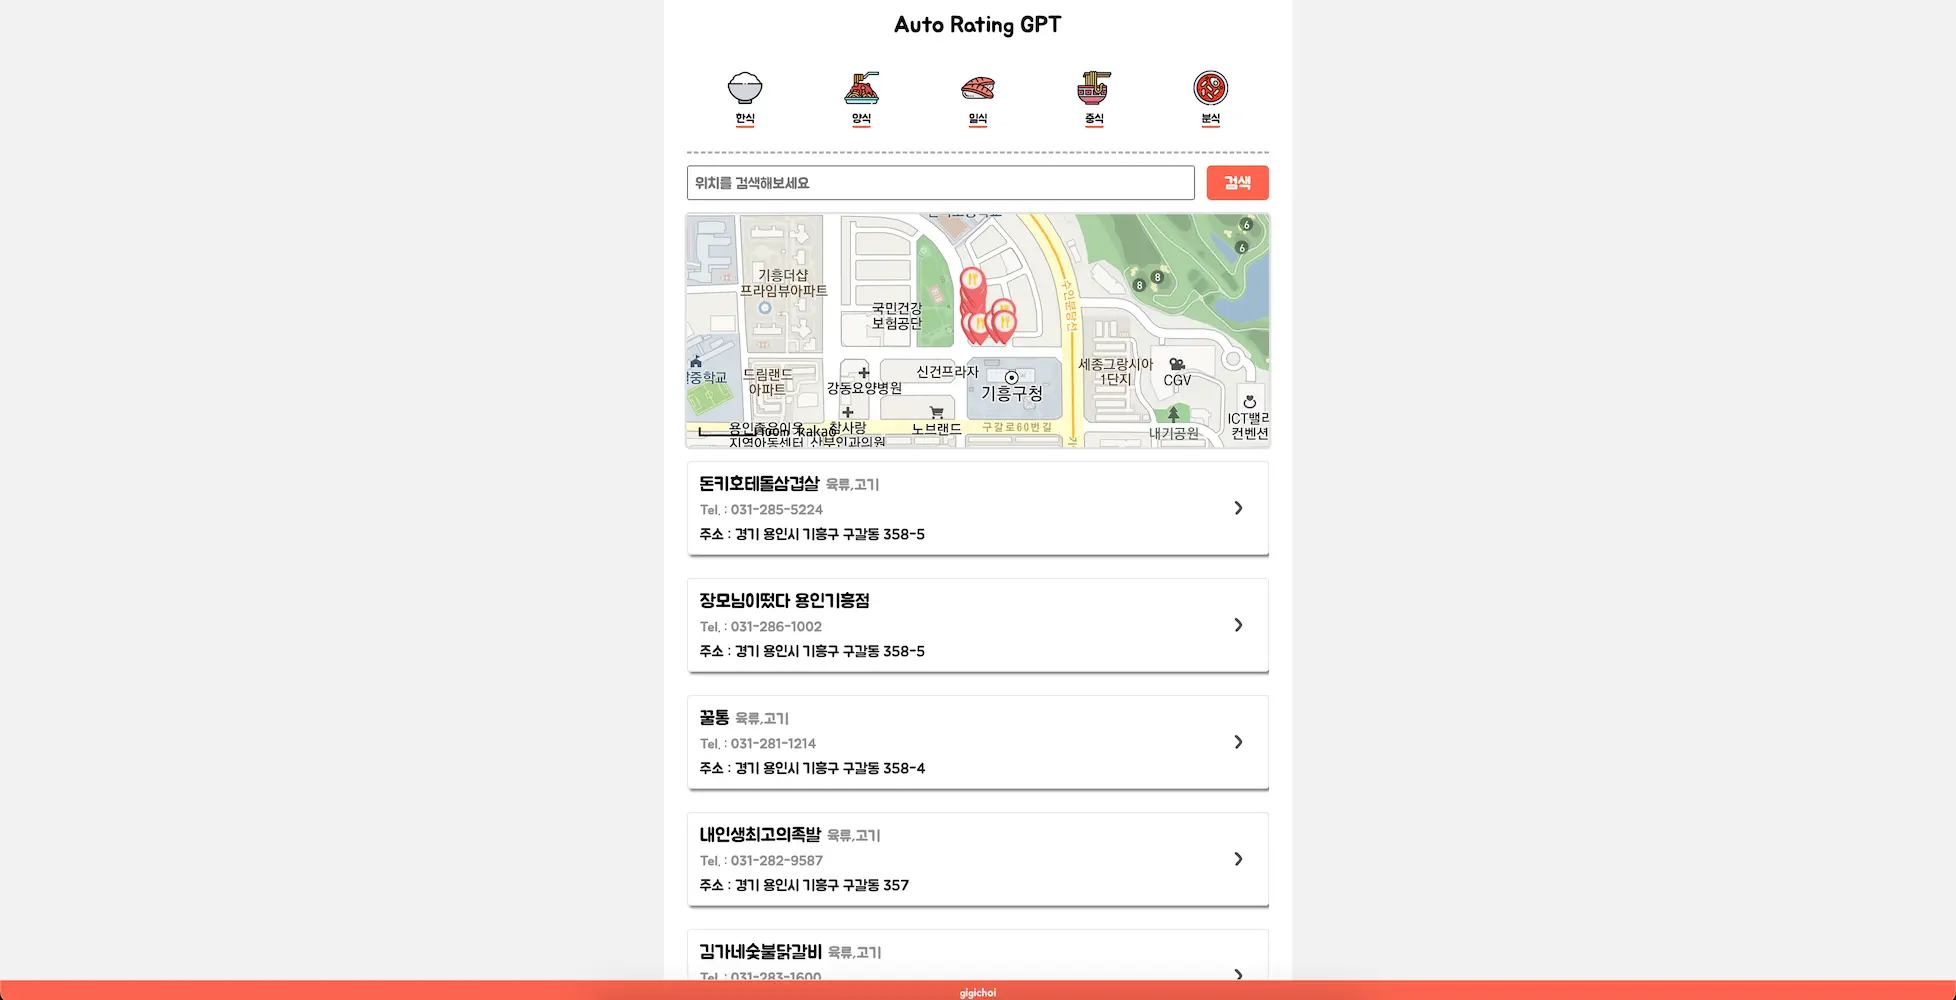 Auto Rating GPT
한식
양식
일식
중식
분식
위치를 검색해보세요
검색
6
6
8
8
기흥더샵
프라임뷰아파트
국민건강
보험공단
수인분당선
중학교
드림랜드
아파트
강동요양병원
신건프라자
기흥구청
세종그랑시아
1단지
CGV
참사랑
산부인과의원
지역아동센터
노브랜드
구갈로60번길
내기공원
ICT밸리
컨벤션
100m
kakao
돈키호테돌삼겹살 육류,고기
Tel. : 031-285-5224
주소 : 경기 용인시 기흥구 구갈동 358-5
장모님이떴다 용인기흥점
Tel. : 031-286-1002
주소 : 경기 용인시 기흥구 구갈동 358-5
꿀통 육류,고기
Tel. : 031-281-1214
주소 : 경기 용인시 기흥구 구갈동 358-4
내인생최고의족발 육류,고기
Tel. : 031-282-9587
주소 : 경기 용인시 기흥구 구갈동 357
김가네숯불닭갈비 육류,고기
Tel. : 031-283-1600
gigichoi